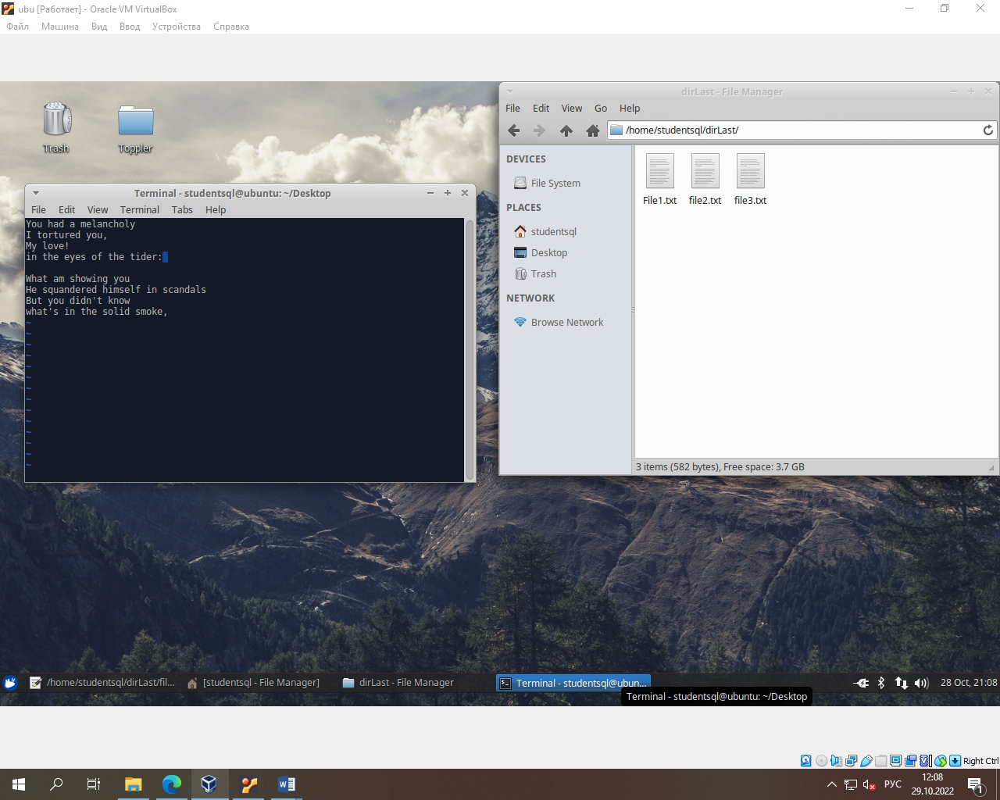 ubu [Работает] - Oracle VM VirtualBox
Файл Машина Вид Ввод Устройства Справка
Trash
Toppler
dirLast - File Manager
File Edit View Go Help
/home/studentsql/dirLast/
DEVICES
File System
PLACES
studentsql
Desktop
Trash
NETWORK
Browse Network
File1.txt file2.txt file3.txt
3 items (582 bytes), Free space: 3.7 GB
Terminal - studentsql@ubuntu: ~/Desktop
File Edit View Terminal Tabs Help
You had a melancholy
I tortured you,
My love!
in the eyes of the tider:
What am showing you
He squandered himself in scandals
But you didn't know
what's in the solid smoke,
~
~
~
~
~
~
~
~
~
~
~
~
~
~
/home/studentsql/dirLast/fil... [studentsql - File Manager] dirLast - File Manager Terminal - studentsql@ubun... 28 Oct, 21:08
Terminal - studentsql@ubuntu: ~/Desktop
Right Ctrl
РУС
12:08
29.10.2022
1